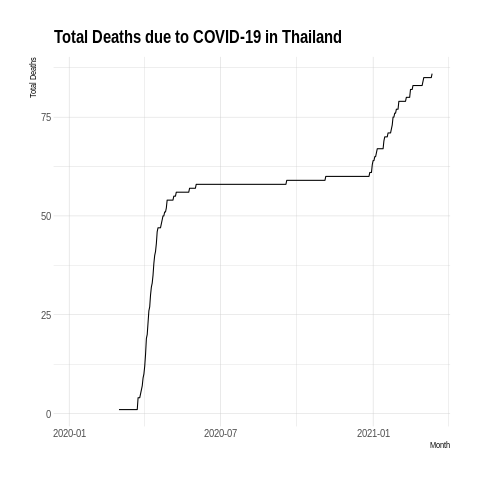 Total Deaths due to COVID-19 in Thailand
Total Deaths
75
50
25
0
2020-01
2020-07
2021-01
Month